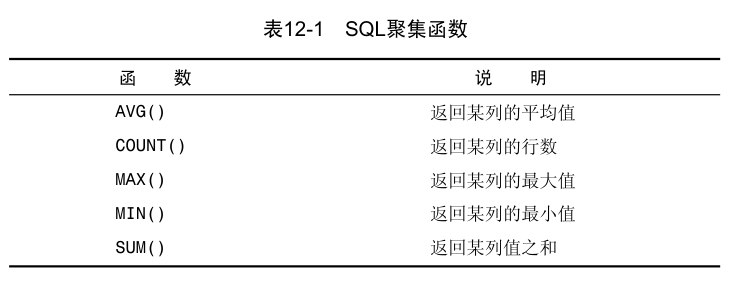 表12-1 SQL聚集函数
函 数 说 明
AVG() 返回某列的平均值
COUNT() 返回某列的行数
MAX() 返回某列的最大值
MIN() 返回某列的最小值
SUM() 返回某列值之和